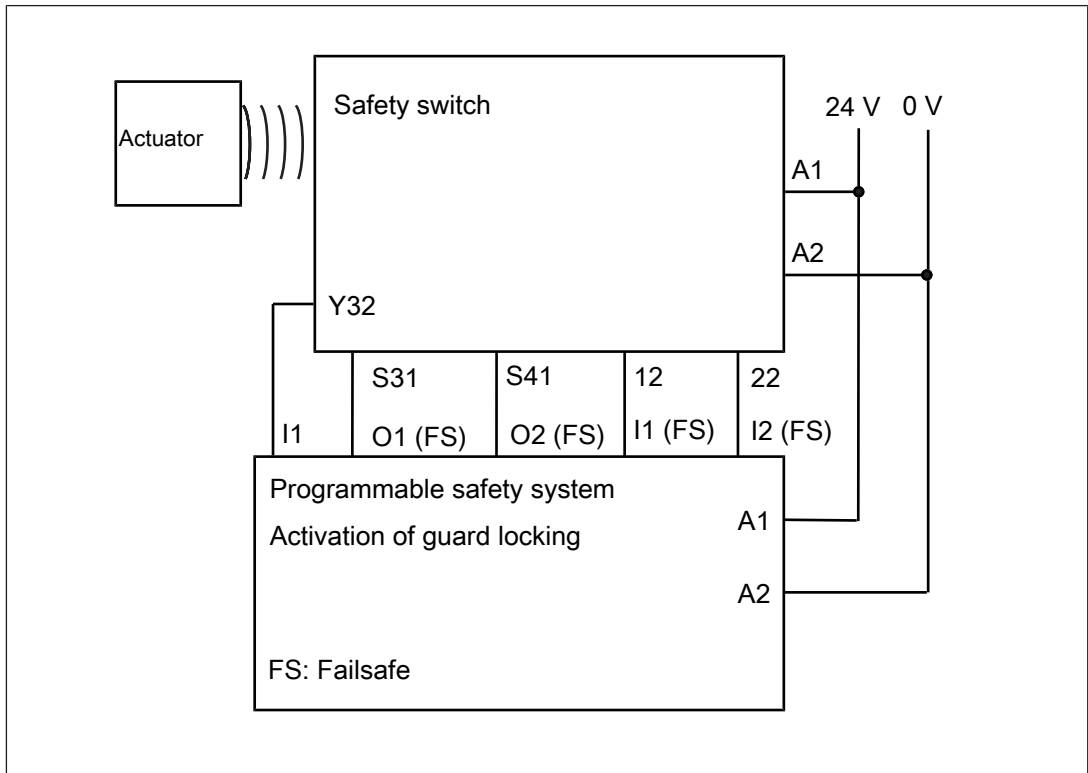 24 V 0 V
Safety switch
Actuator
A1
A2
Y32
S31 S41 12 22
I1 O1 (FS) O2 (FS) I1 (FS) I2 (FS)
Programmable safety system
A1
Activation of guard locking
A2
FS: Failsafe